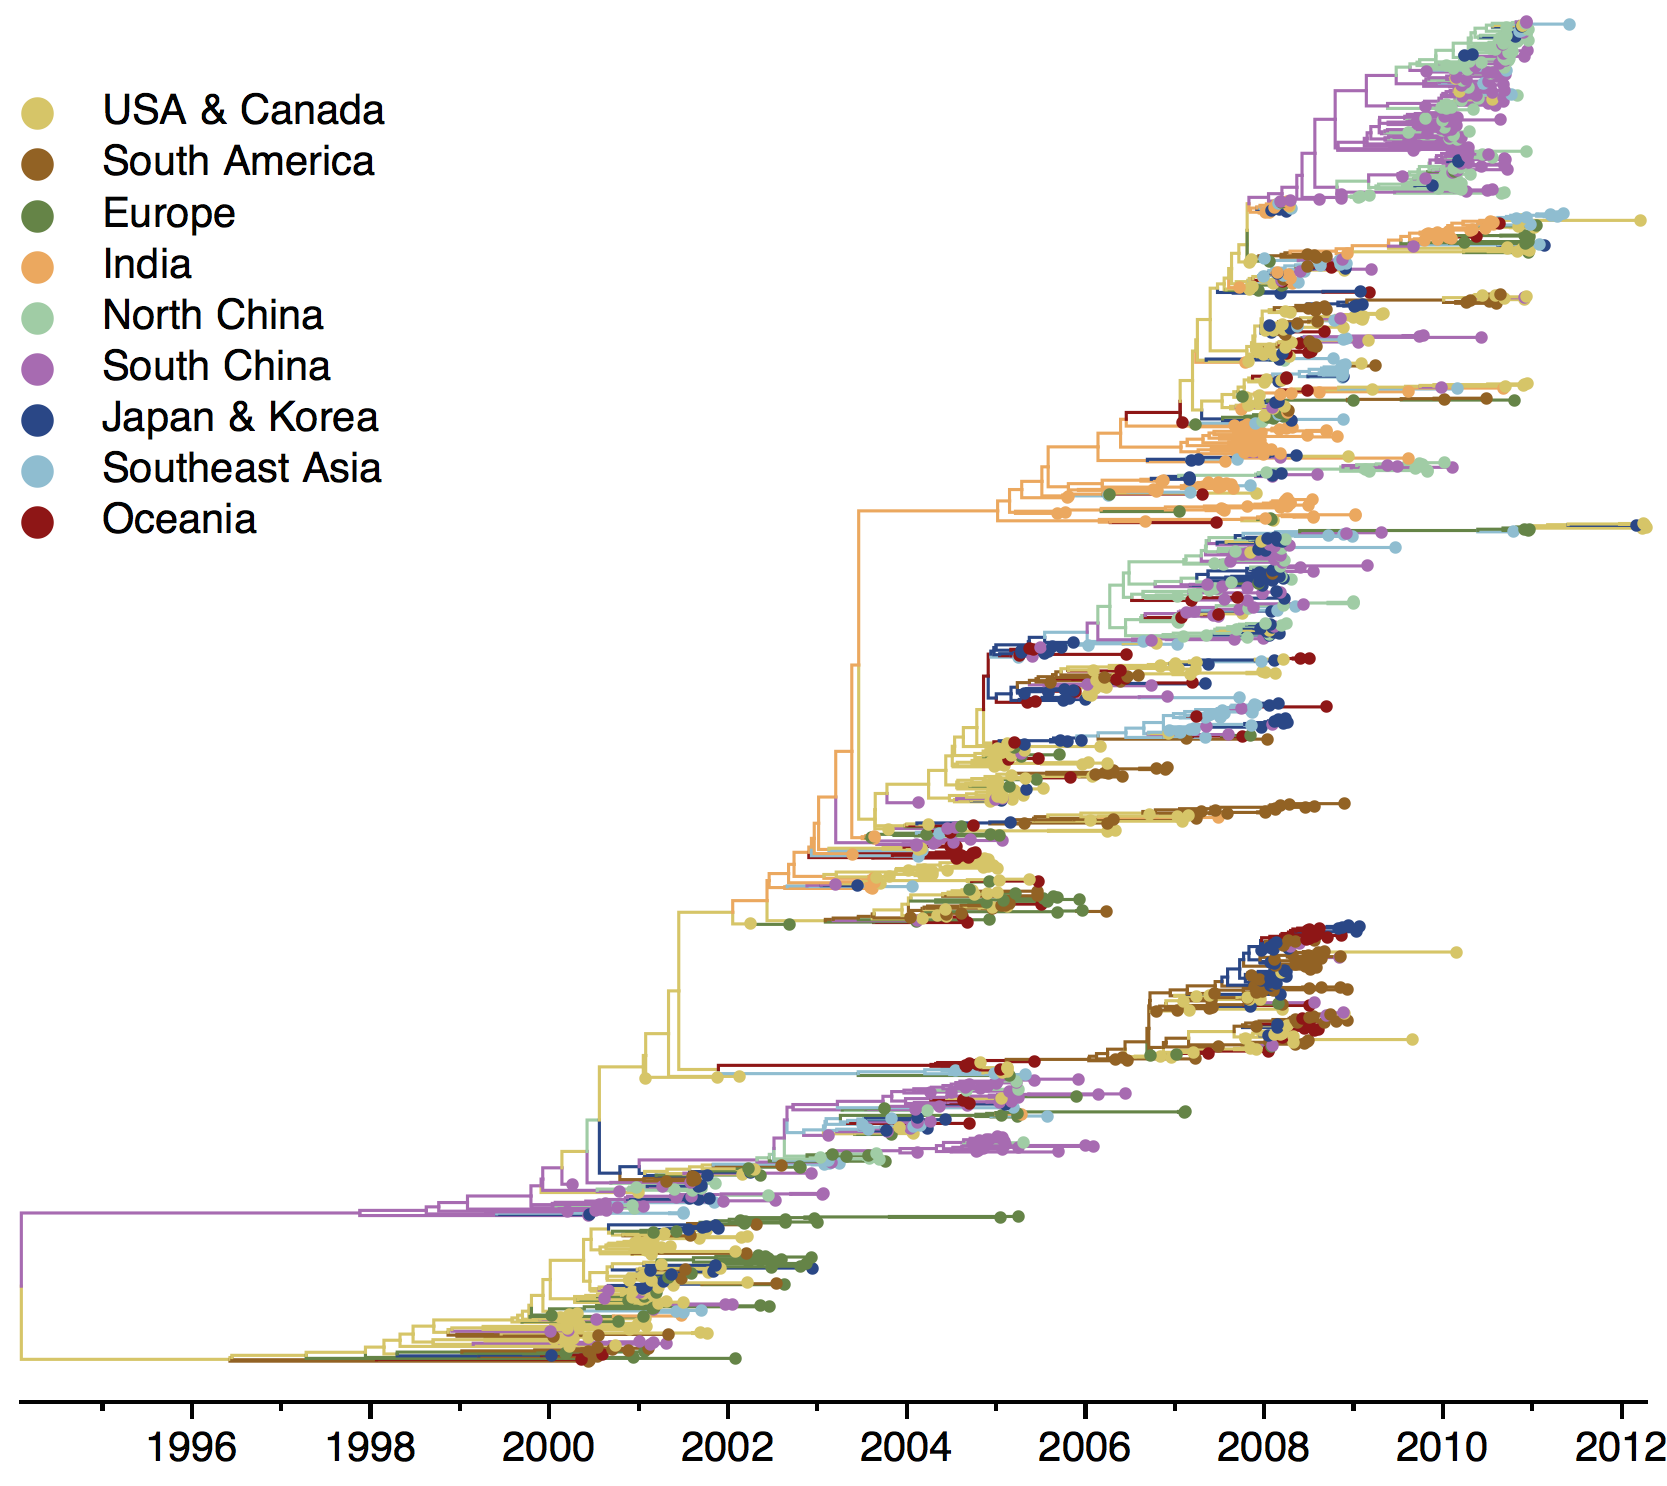 USA & Canada
South America
Europe
India
North China
South China
Japan & Korea
Southeast Asia
Oceania
1996 1998 2000 2002 2004 2006 2008 2010 2012